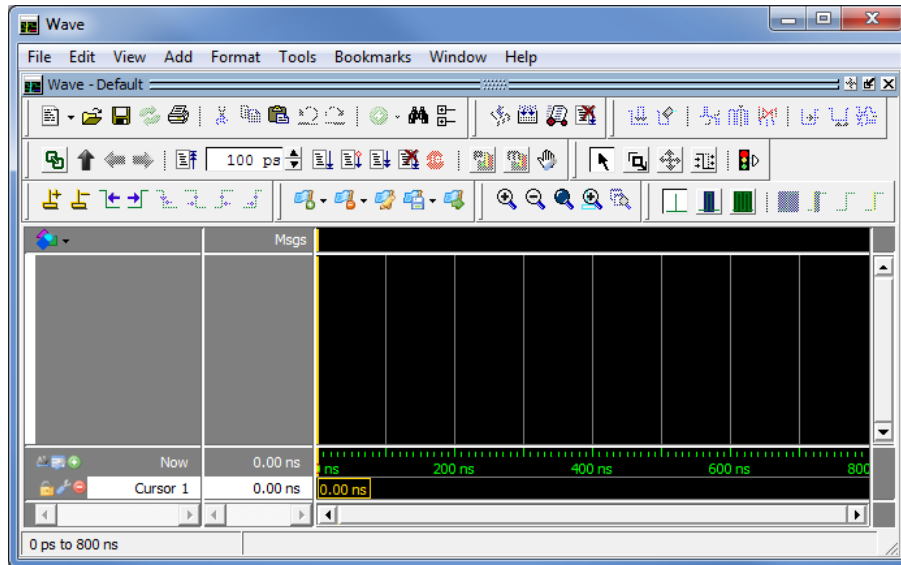 Wave
File Edit View Add Format Tools Bookmarks Window Help
Wave - Default
100 ps
Msgs
Now 0.00 ns
ns 200 ns 400 ns 600 ns 800
Cursor 1 0.00 ns 0.00 ns
0 ps to 800 ns